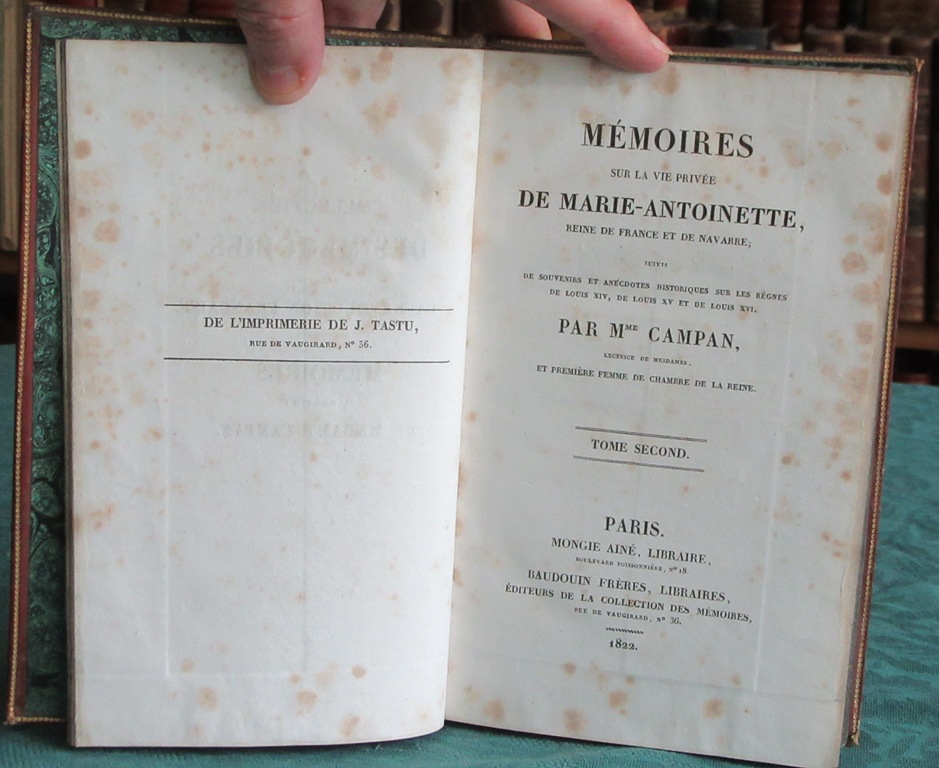 DE L'IMPRIMERIE DE J. TASTU,
RUE DE VAUGIRARD, N° 36.
MÉMOIRES
SUR LA VIE PRIVÉE
DE MARIE-ANTOINETTE,
REINE DE FRANCE ET DE NAVARRE;
SUIVIS
DE SOUVENIRS ET ANECDOTES HISTORIQUES SUR LES RÈGNES
DE LOUIS XIV, DE LOUIS XV ET DE LOUIS XVI.
PAR MME CAMPAN,
LECTRICE DE MESDAMES,
ET PREMIÈRE FEMME DE CHAMBRE DE LA REINE.
TOME SECOND.
PARIS.
MONGIE AINÉ, LIBRAIRE,
BOULEVARD POISSONNIÈRE, N° 18
BAUDOUIN FRÈRES, LIBRAIRES,
ÉDITEURS DE LA COLLECTION DES MÉMOIRES,
RUE DE VAUGIRARD, N° 36.
1822.